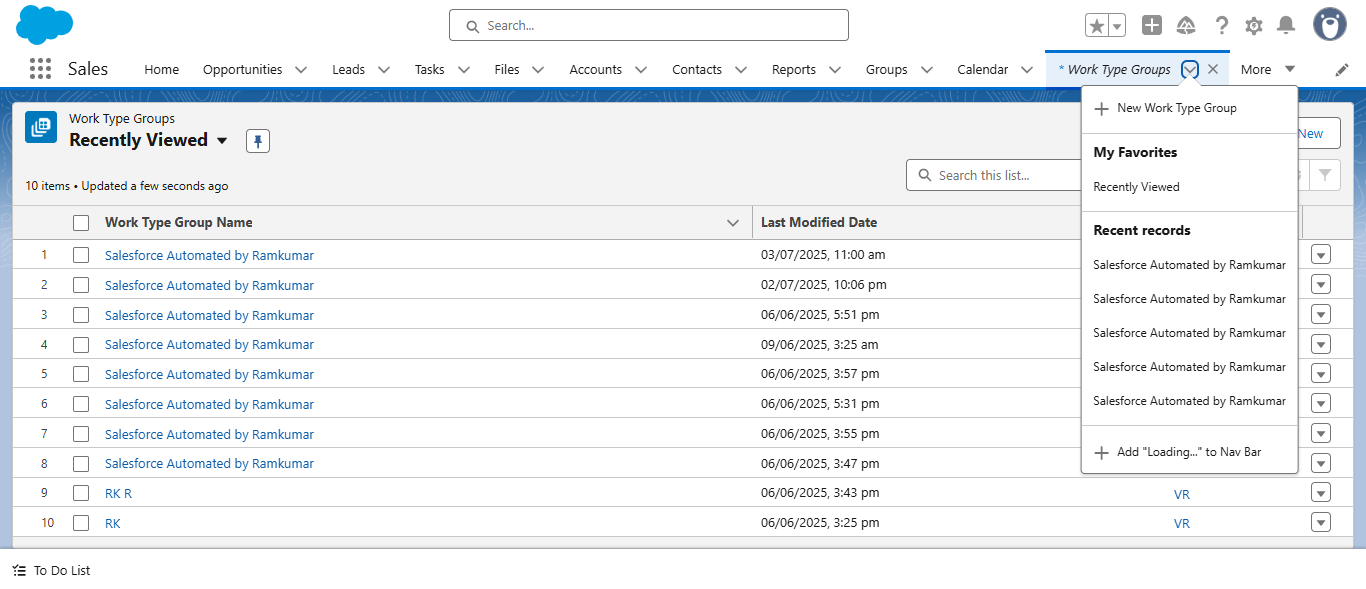 Search...
Sales
Home
Opportunities
Leads
Tasks
Files
Accounts
Contacts
Reports
Groups
Calendar
* Work Type Groups
More
Work Type Groups
Recently Viewed
New
10 items • Updated a few seconds ago
Search this list...
Work Type Group Name
Last Modified Date
1 Salesforce Automated by Ramkumar 03/07/2025, 11:00 am
2 Salesforce Automated by Ramkumar 02/07/2025, 10:06 pm
3 Salesforce Automated by Ramkumar 06/06/2025, 5:51 pm
4 Salesforce Automated by Ramkumar 09/06/2025, 3:25 am
5 Salesforce Automated by Ramkumar 06/06/2025, 3:57 pm
6 Salesforce Automated by Ramkumar 06/06/2025, 5:31 pm
7 Salesforce Automated by Ramkumar 06/06/2025, 3:55 pm
8 Salesforce Automated by Ramkumar 06/06/2025, 3:47 pm
9 RK R 06/06/2025, 3:43 pm VR
10 RK 06/06/2025, 3:25 pm VR
New Work Type Group
My Favorites
Recently Viewed
Recent records
Salesforce Automated by Ramkumar
Salesforce Automated by Ramkumar
Salesforce Automated by Ramkumar
Salesforce Automated by Ramkumar
Salesforce Automated by Ramkumar
Add "Loading..." to Nav Bar
To Do List